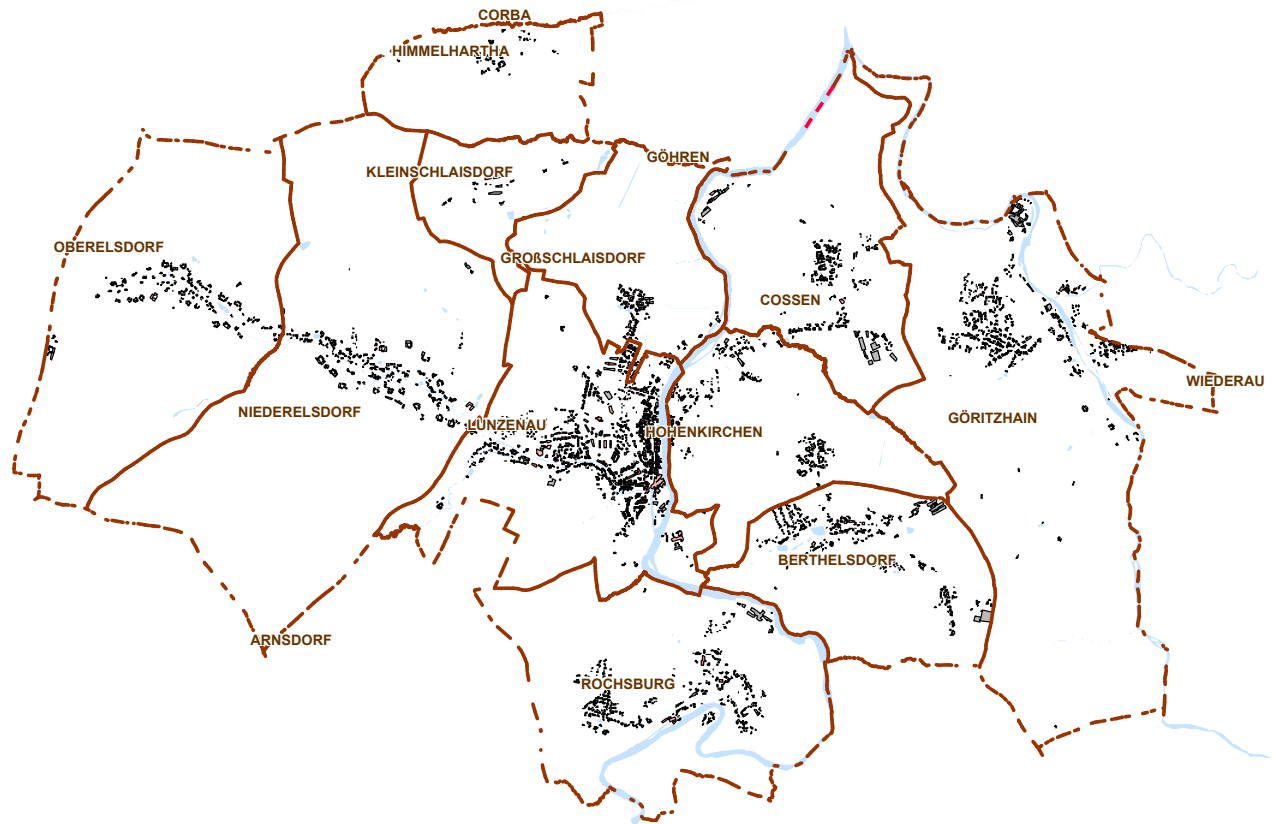 CORBA
HIMMELHARTHA
GÖHREN
KLEINSCHLAISDORF
OBERELSDORF
GROßSCHLAISDORF
COSSEN
WIEDERAU
NIEDERELSDORF
GÖRITZHAIN
LUNZENAU
HOHENKIRCHEN
BERTHELSDORF
ARNSDORF
ROCHSBURG